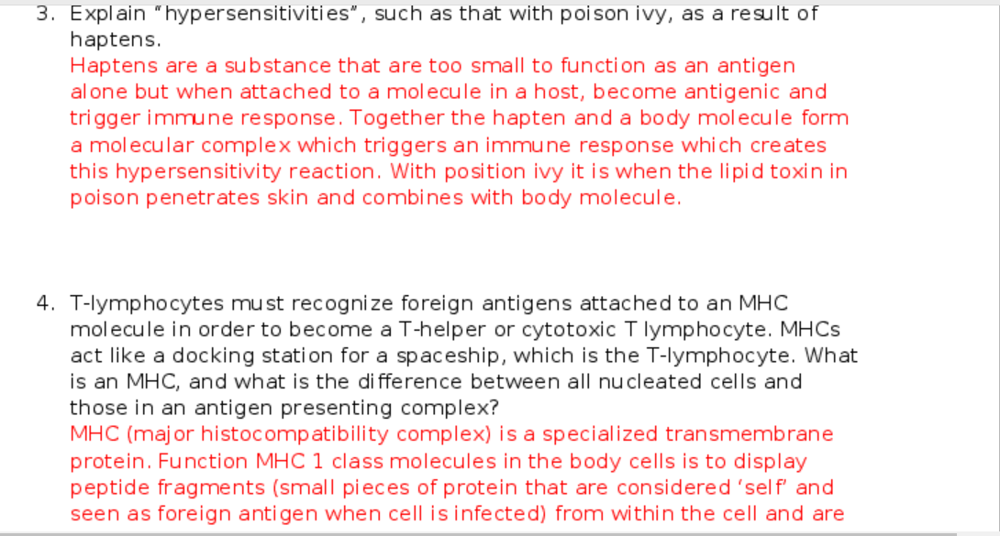 3. Explain “hypersensitivities”, such as that with poison ivy, as a result of
haptens.
Haptens are a substance that are too small to function as an antigen
alone but when attached to a molecule in a host, become antigenic and
trigger immune response. Together the hapten and a body molecule form
a molecular complex which triggers an immune response which creates
this hypersensitivity reaction. With position ivy it is when the lipid toxin in
poison penetrates skin and combines with body molecule.
4. T-lymphocytes must recognize foreign antigens attached to an MHC
molecule in order to become a T-helper or cytotoxic T lymphocyte. MHCs
act like a docking station for a spaceship, which is the T-lymphocyte. What
is an MHC, and what is the difference between all nucleated cells and
those in an antigen presenting complex?
MHC (major histocompatibility complex) is a specialized transmembrane
protein. Function MHC 1 class molecules in the body cells is to display
peptide fragments (small pieces of protein that are considered ‘self’ and
seen as foreign antigen when cell is infected) from within the cell and are